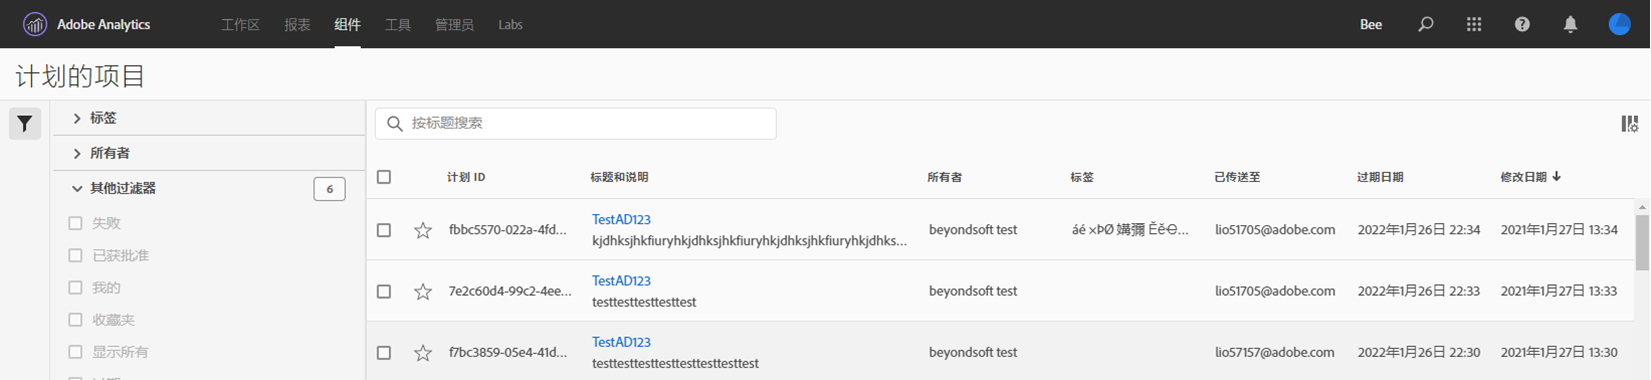 Adobe Analytics 工作区 报表 组件 工具 管理员 Labs Bee
计划的项目
标签
所有者
其他过滤器 6
失败
已获批准
我的
收藏夹
显示所有
按标题搜索
计划 ID 标题和说明 所有者 标签 已传送至 过期日期 修改日期
TestAD123
fbbc5570-022a-4fd... beyondsoft test áé ×ÞØ 媾彌 ĚěƟ... lio51705@adobe.com 2022年1月26日 22:34 2021年1月27日 13:34
kjdhksjhkfiuryhkjdhksjhkfiuryhkjdhksjhkfiuryhkjdhks...
TestAD123
7e2c60d4-99c2-4ee... beyondsoft test lio51705@adobe.com 2022年1月26日 22:33 2021年1月27日 13:33
testtesttesttesttest
TestAD123
f7bc3859-05e4-41d... beyondsoft test lio57157@adobe.com 2022年1月26日 22:30 2021年1月27日 13:30
testtesttesttesttesttesttesttest